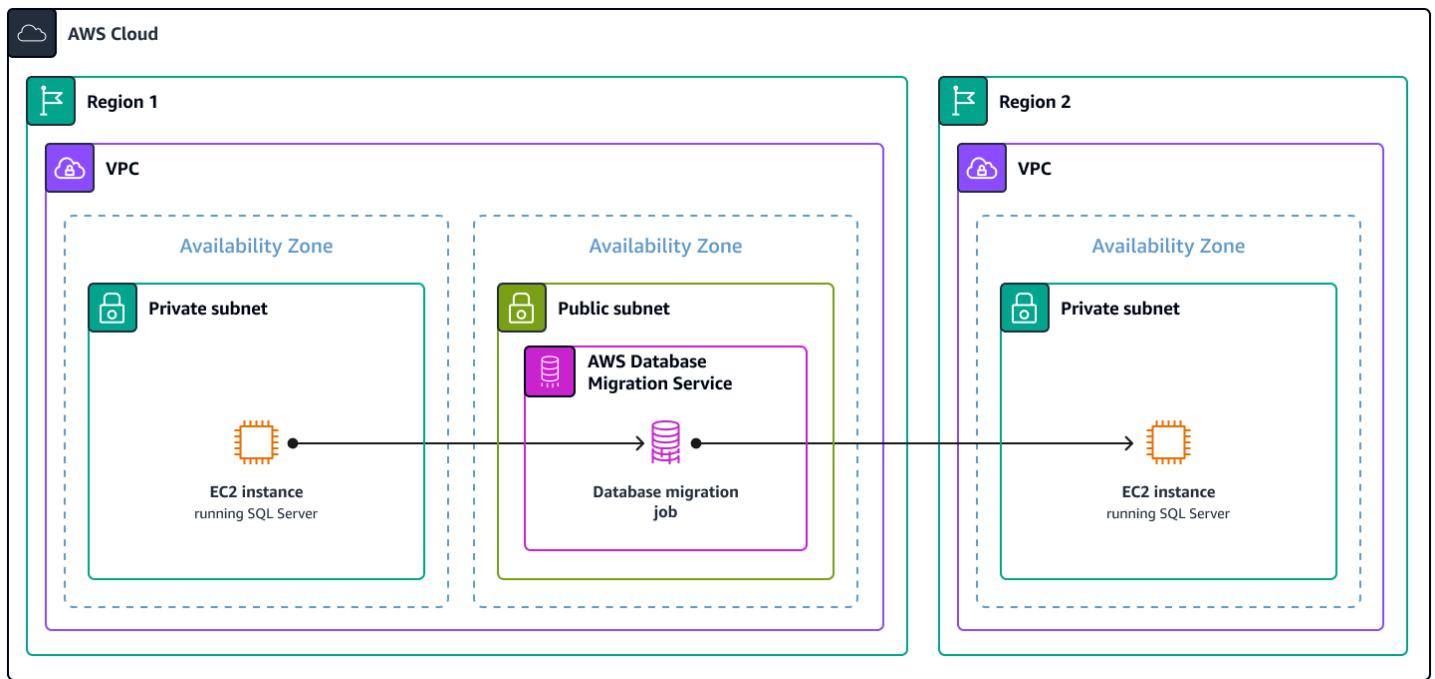 AWS Cloud
Region 1
VPC
Availability Zone
Private subnet
EC2 instance
running SQL Server
Availability Zone
Public subnet
AWS Database
Migration Service
Database migration
job
Region 2
VPC
Availability Zone
Private subnet
EC2 instance
running SQL Server